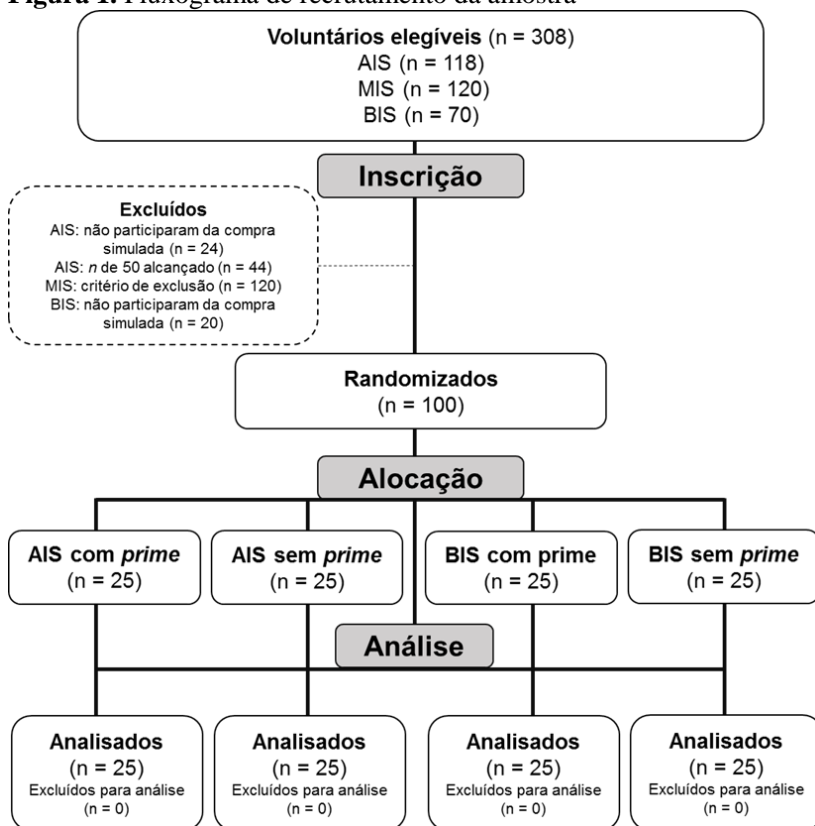 Figura 1. Fluxograma de recrutamento da amostra
Voluntários elegíveis (n = 308)
AIS (n = 118)
MIS (n = 120)
BIS (n = 70)
Inscrição
Excluídos
AIS: não participaram da compra
simulada (n = 24)
AIS: n de 50 alcançado (n = 44)
MIS: critério de exclusão (n = 120)
BIS: não participaram da compra
simulada (n = 20)
Randomizados
(n = 100)
Alocação
AIS com prime
(n = 25)
AIS sem prime
(n = 25)
BIS com prime
(n = 25)
BIS sem prime
(n = 25)
Análise
Analisados
(n = 25)
Excluídos para análise
(n = 0)
Analisados
(n = 25)
Excluídos para análise
(n = 0)
Analisados
(n = 25)
Excluídos para análise
(n = 0)
Analisados
(n = 25)
Excluídos para análise
(n = 0)